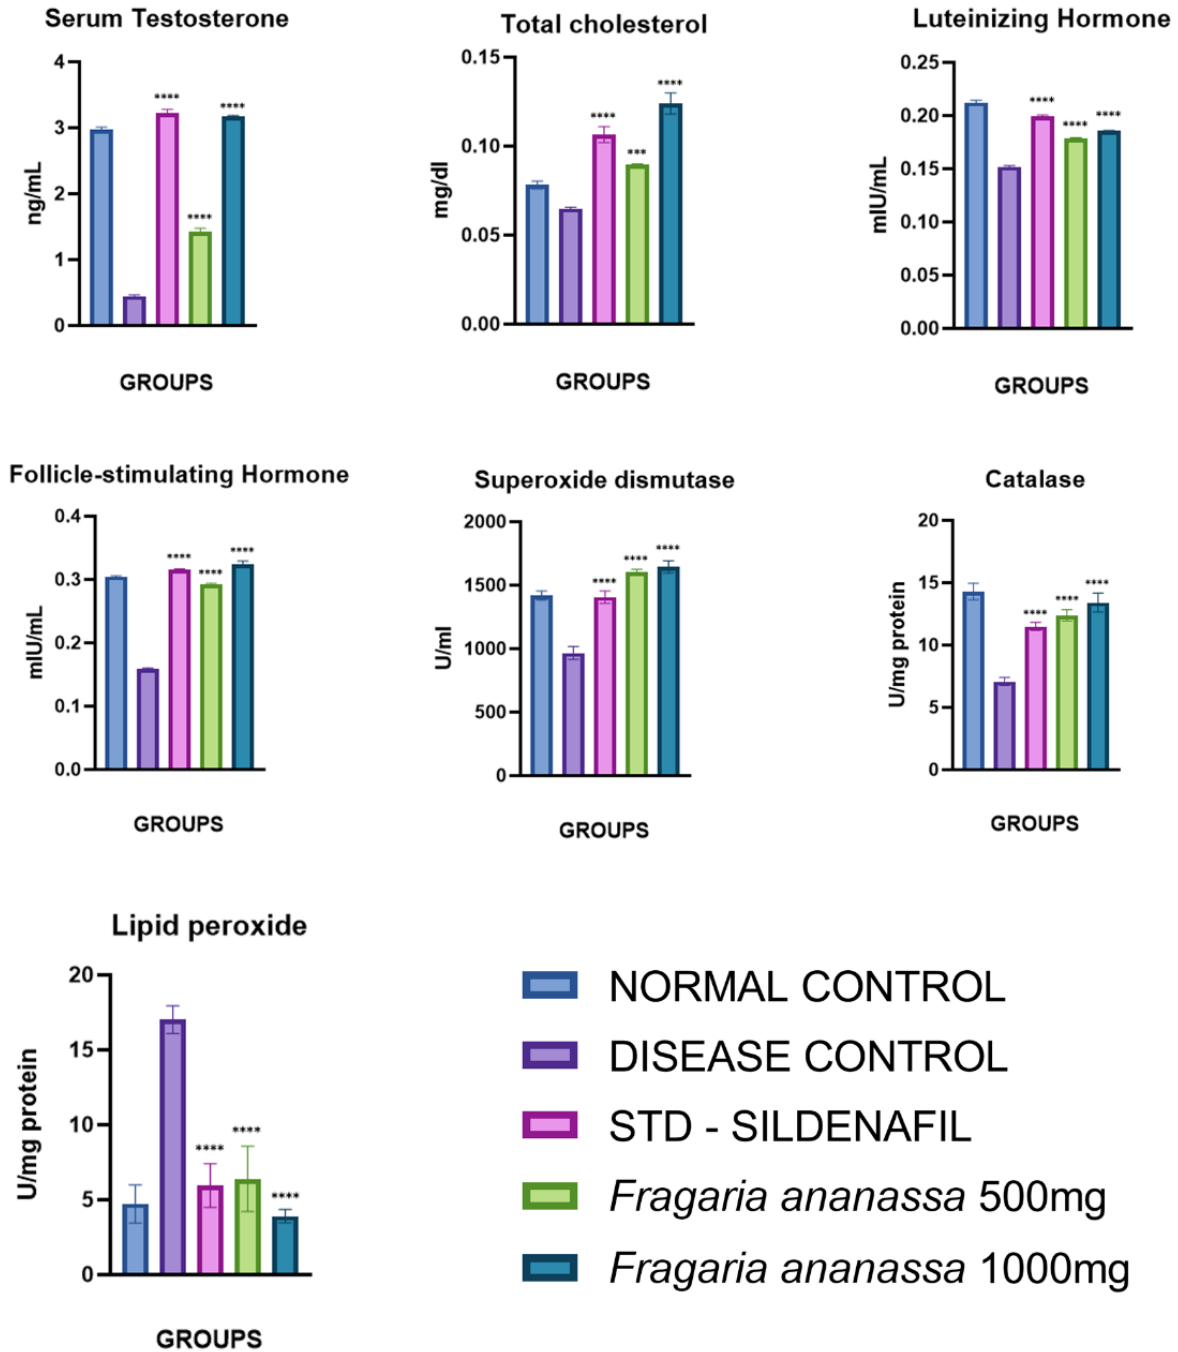 Serum Testosterone
4
3
2
1
0
ng/mL
**** **** ****
GROUPS
Total cholesterol
0.15
0.10
0.05
0.00
mg/dl
**** *** ****
GROUPS
Luteinizing Hormone
0.25
0.20
0.15
0.10
0.05
0.00
mIU/mL
**** **** ****
GROUPS
Follicle-stimulating Hormone
0.4
0.3
0.2
0.1
0.0
mIU/mL
**** **** ****
GROUPS
Superoxide dismutase
2000
1500
1000
500
0
U/ml
**** **** ****
GROUPS
Catalase
20
15
10
5
0
U/mg protein
**** **** ****
GROUPS
Lipid peroxide
20
15
10
5
0
U/mg protein
**** **** ****
GROUPS
NORMAL CONTROL
DISEASE CONTROL
STD - SILDENAFIL
Fragaria ananassa 500mg
Fragaria ananassa 1000mg